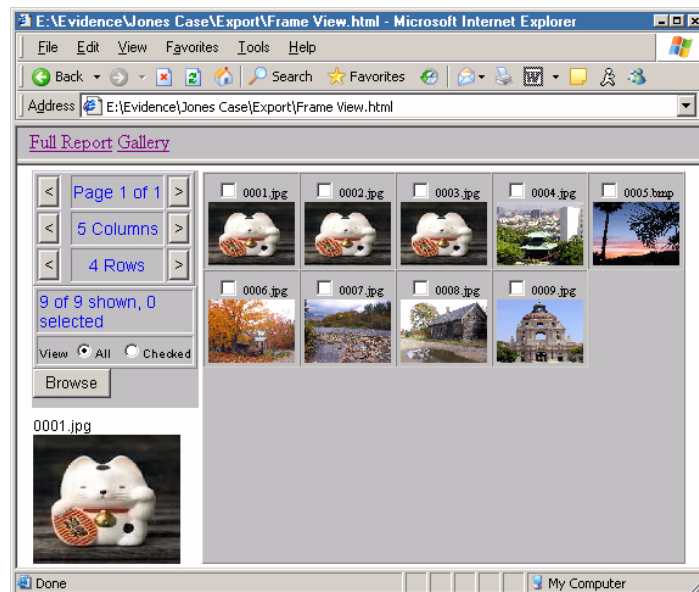 E:\Evidence\Jones Case\Export\Frame View.html - Microsoft Internet Explorer
File Edit View Favorites Tools Help
Back Search Favorites
Address E:\Evidence\Jones Case\Export\Frame View.html
Full Report Gallery
< Page 1 of 1 >
< 5 Columns >
< 4 Rows >
9 of 9 shown, 0
selected
View All Checked
Browse
0001.jpg
0001.jpg 0002.jpg 0003.jpg 0004.jpg 0005.bmp
0006.jpg 0007.jpg 0008.jpg 0009.jpg
Done My Computer